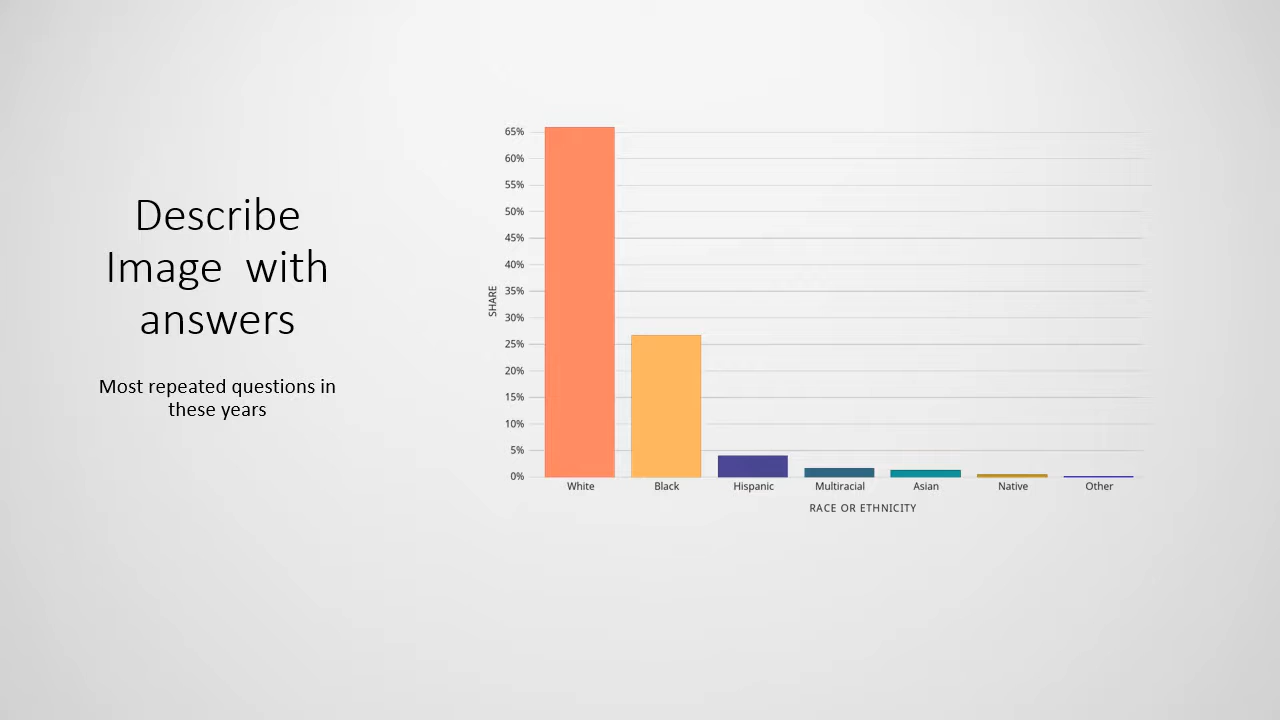 Describe
Image with
answers
Most repeated questions in
these years
65%
60%
55%
50%
45%
40%
35%
30%
25%
20%
15%
10%
5%
0%
SHARE
White Black Hispanic Multiracial Asian Native Other
RACE OR ETHNICITY